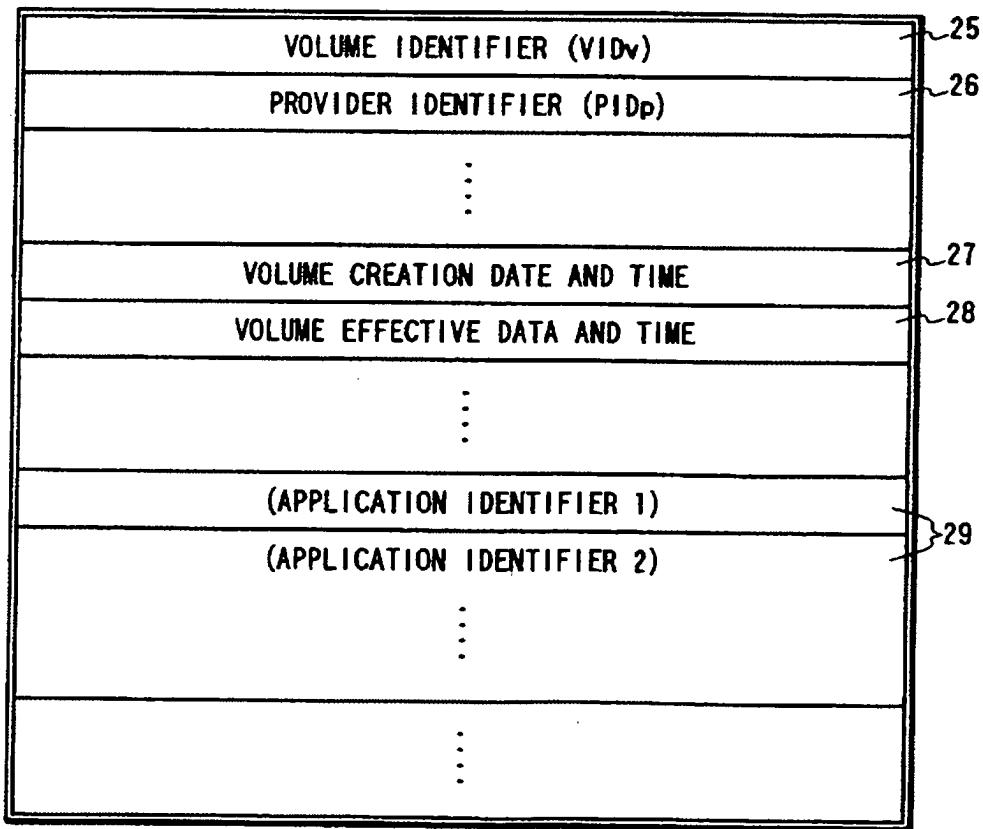 VOLUME IDENTIFIER (VIDv) 25
PROVIDER IDENTIFIER (PIDp) 26
VOLUME CREATION DATE AND TIME 27
VOLUME EFFECTIVE DATA AND TIME 28
(APPLICATION IDENTIFIER 1)
29
(APPLICATION IDENTIFIER 2)